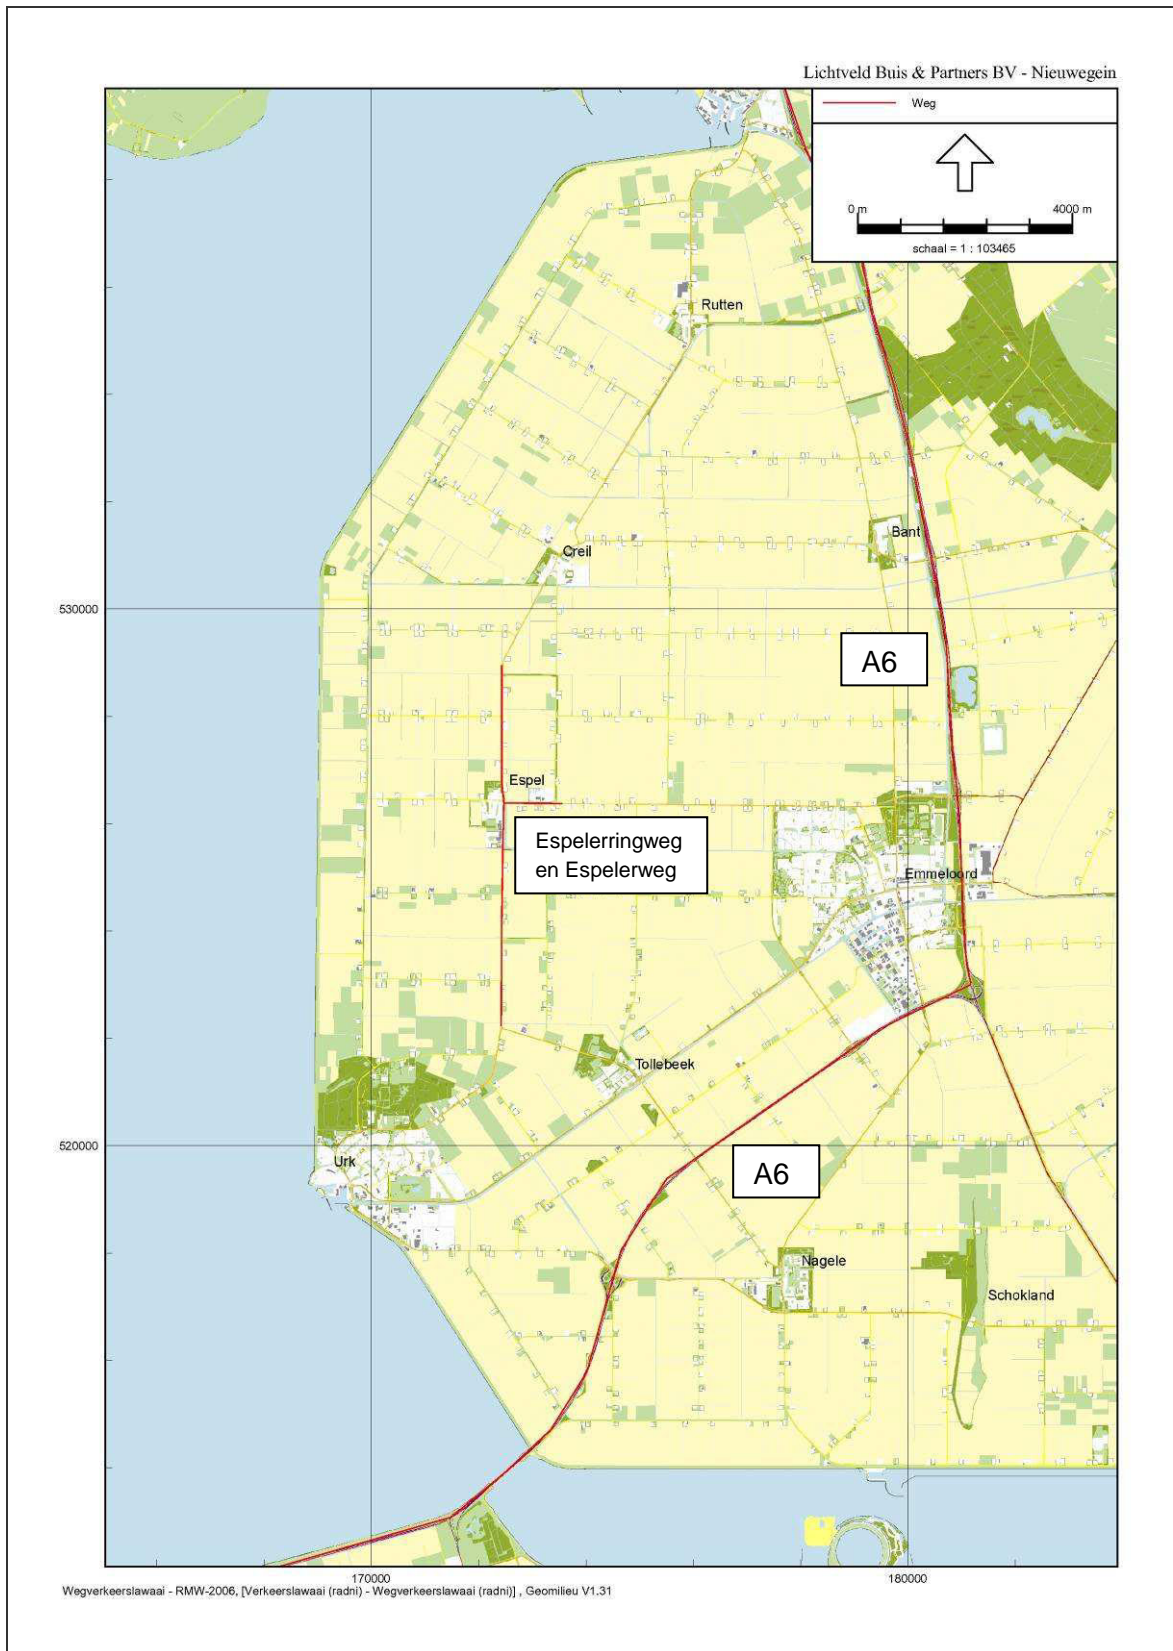 Lichtveld Buis & Partners BV - Nieuwegein
Weg
0 m 4000 m
schaal = 1 : 103465
Rutten
Bant
Creil
530000
A6
Espel
Espelerringweg
en Espelerweg
Emmeloord
Tollebeek
520000
Urk
A6
Nagele
Schokland
170000 180000
Wegverkeerslawaai - RMW-2006, [Verkeerslawaai (radni) - Wegverkeerslawaai (radni)] , Geomilieu V1.31